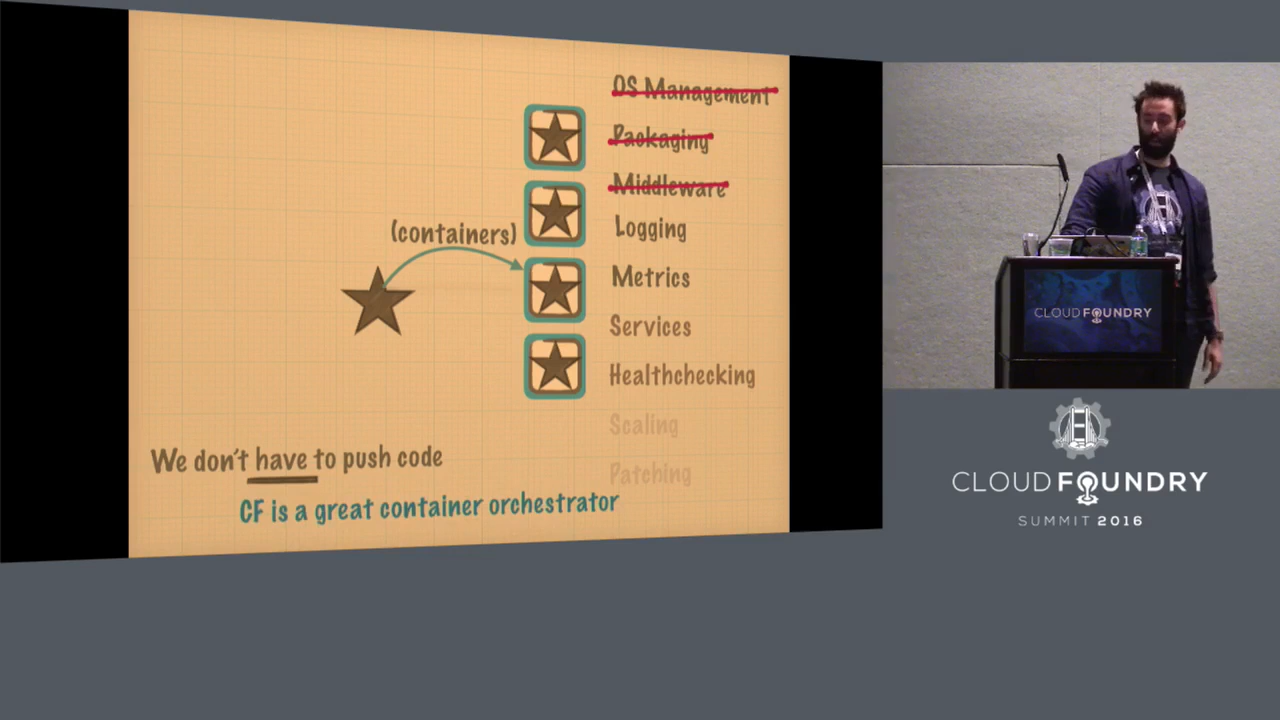 OS Management
Packaging
Middleware
(containers)
Logging
Metrics
Services
Healthchecking
Scaling
Patching
We don't have to push code
CF is a great container orchestrator
CLOUD FOUNDRY
CLOUD FOUNDRY
SUMMIT 2016